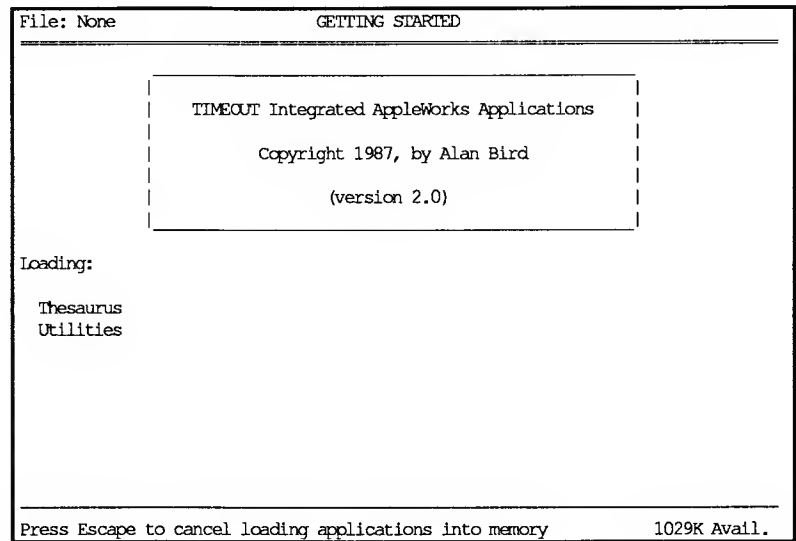 File: None GETTING STARTED
TIMEOUT Integrated AppleWorks Applications
Copyright 1987, by Alan Bird
(version 2.0)
Loading:
Thesaurus
Utilities
Press Escape to cancel loading applications into memory 1029K Avail.